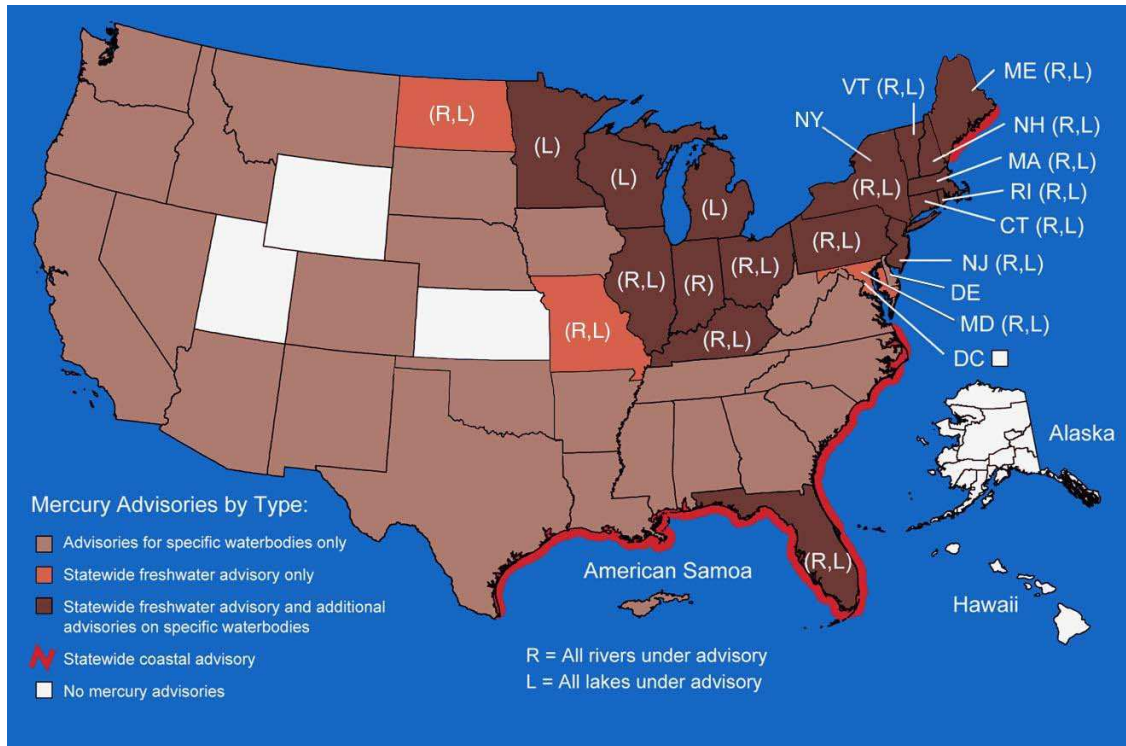 VT (R,L)
ME (R,L)
NY
NH (R,L)
MA (R,L)
RI (R,L)
CT (R,L)
NJ (R,L)
DE
MD (R,L)
DC
(R,L)
(L)
(L)
(L)
(R,L)
(R,L)
(R,L)
(R)
(R,L)
(R,L)
(R,L)
(R,L)
Alaska
Hawaii
American Samoa
Mercury Advisories by Type:
Advisories for specific waterbodies only
Statewide freshwater advisory only
Statewide freshwater advisory and additional
advisories on specific waterbodies
Statewide coastal advisory
No mercury advisories
R = All rivers under advisory
L = All lakes under advisory